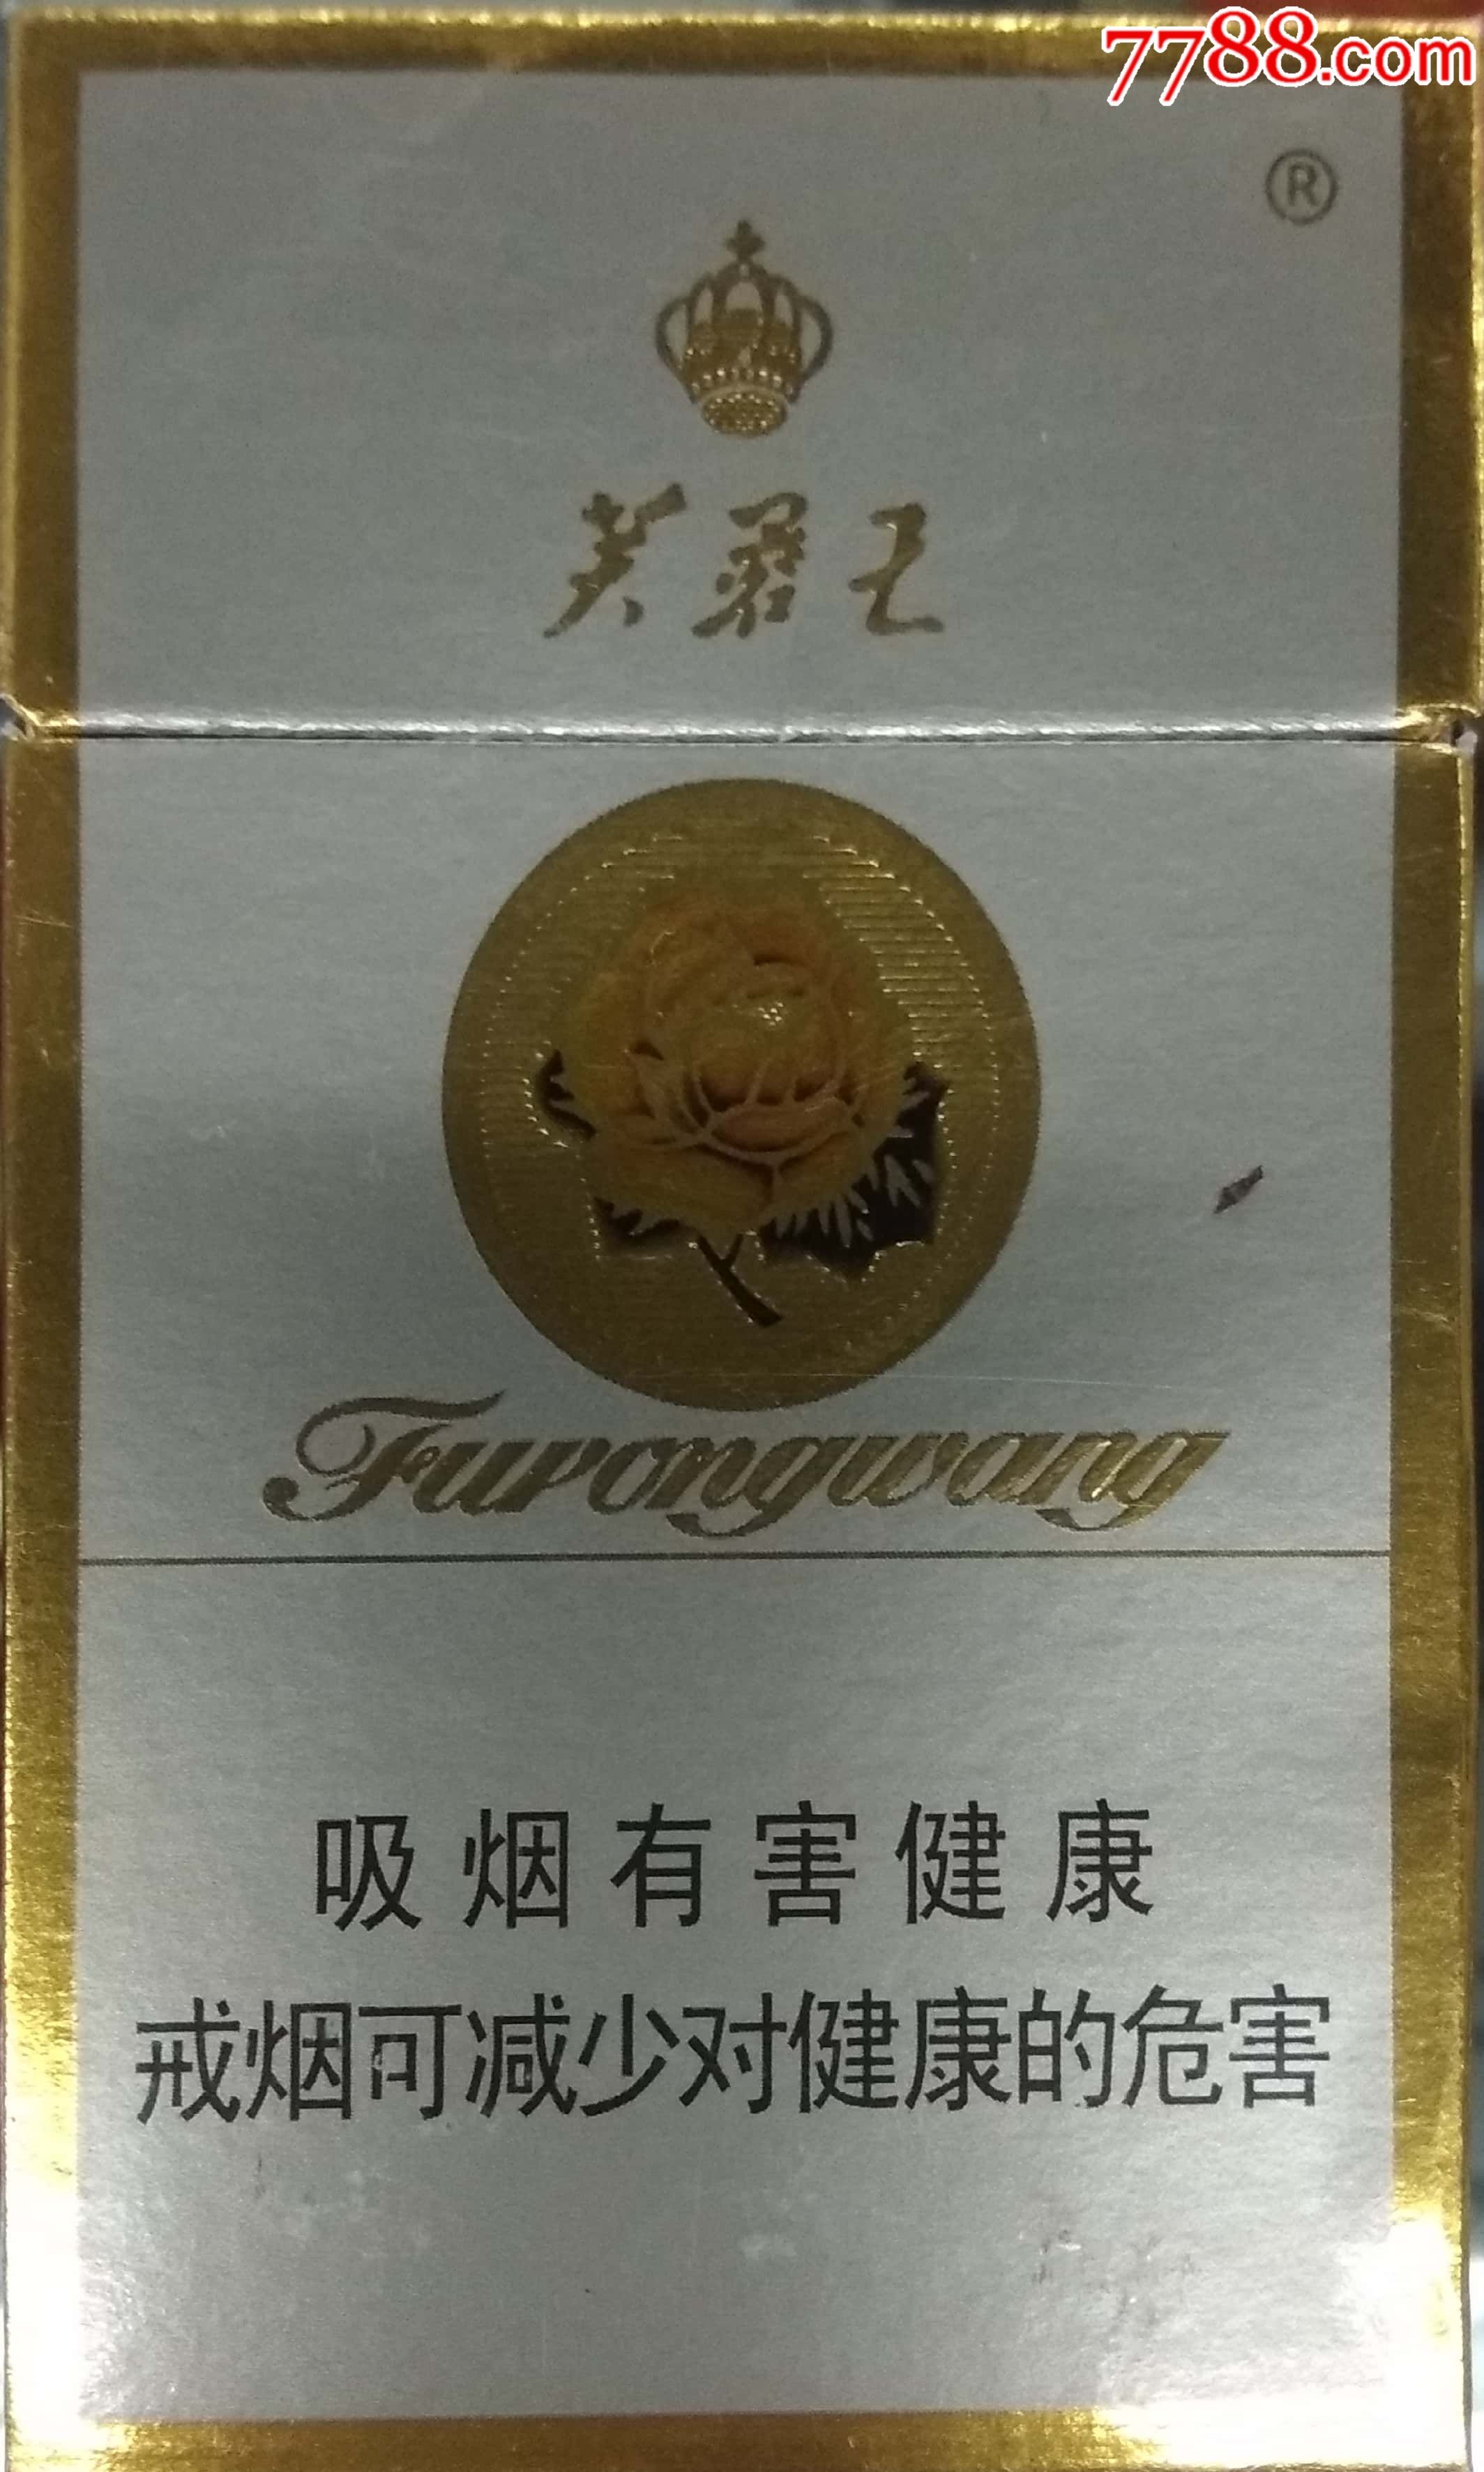 7788.com
®
芙蓉王
Furongwang
吸烟有害健康
戒烟可减少对健康的危害